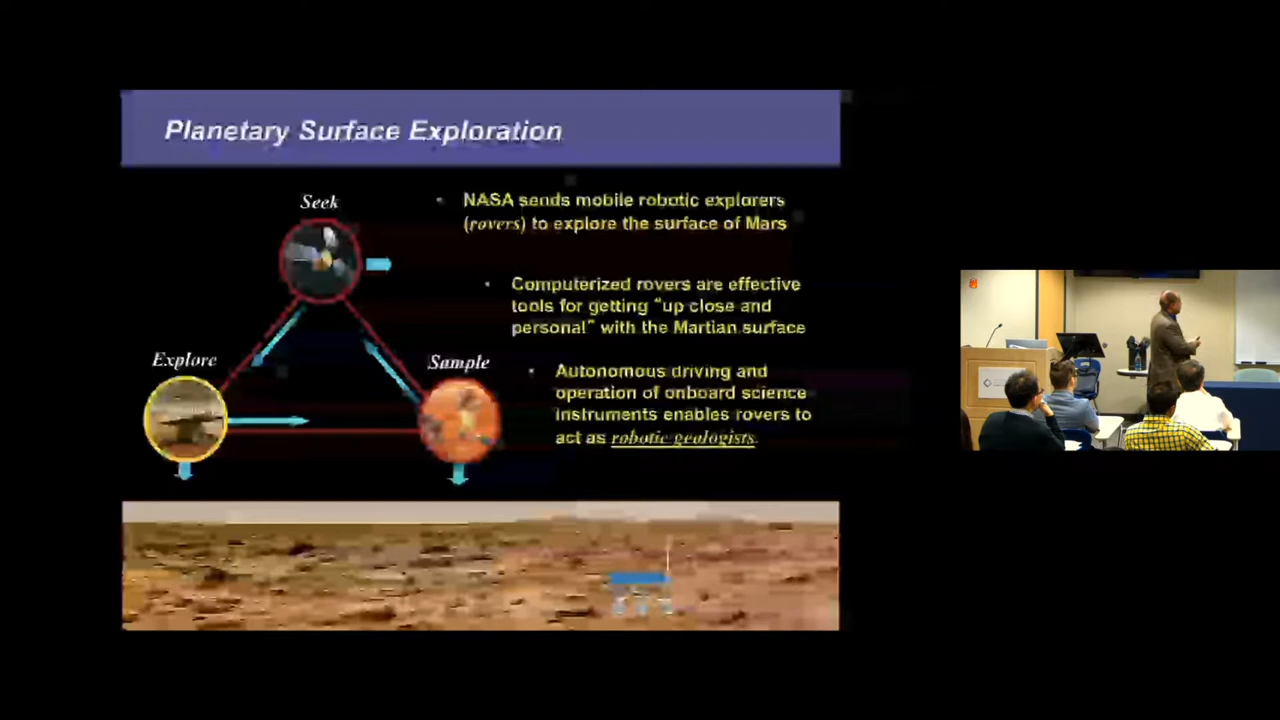 Planetary Surface Exploration
Seek
Explore
Sample
• NASA sends mobile robotic explorers
(rovers) to explore the surface of Mars
• Computerized rovers are effective
tools for getting "up close and
personal" with the Martian surface
• Autonomous driving and
operation of onboard science
instruments enables rovers to
act as robotic geologists